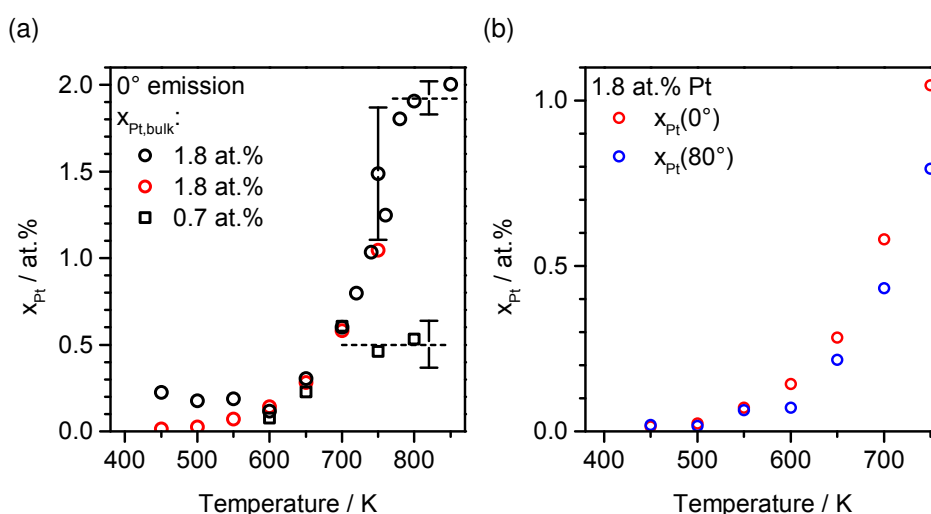 (a)
0° emission
x_Pt,bulk:
1.8 at.%
1.8 at.%
0.7 at.%
2.0
1.5
1.0
0.5
0.0
x_Pt / at.%
400 500 600 700 800
Temperature / K
(b)
1.8 at.% Pt
x_Pt(0°)
x_Pt(80°)
1.0
0.5
0.0
x_Pt / at.%
400 500 600 700
Temperature / K